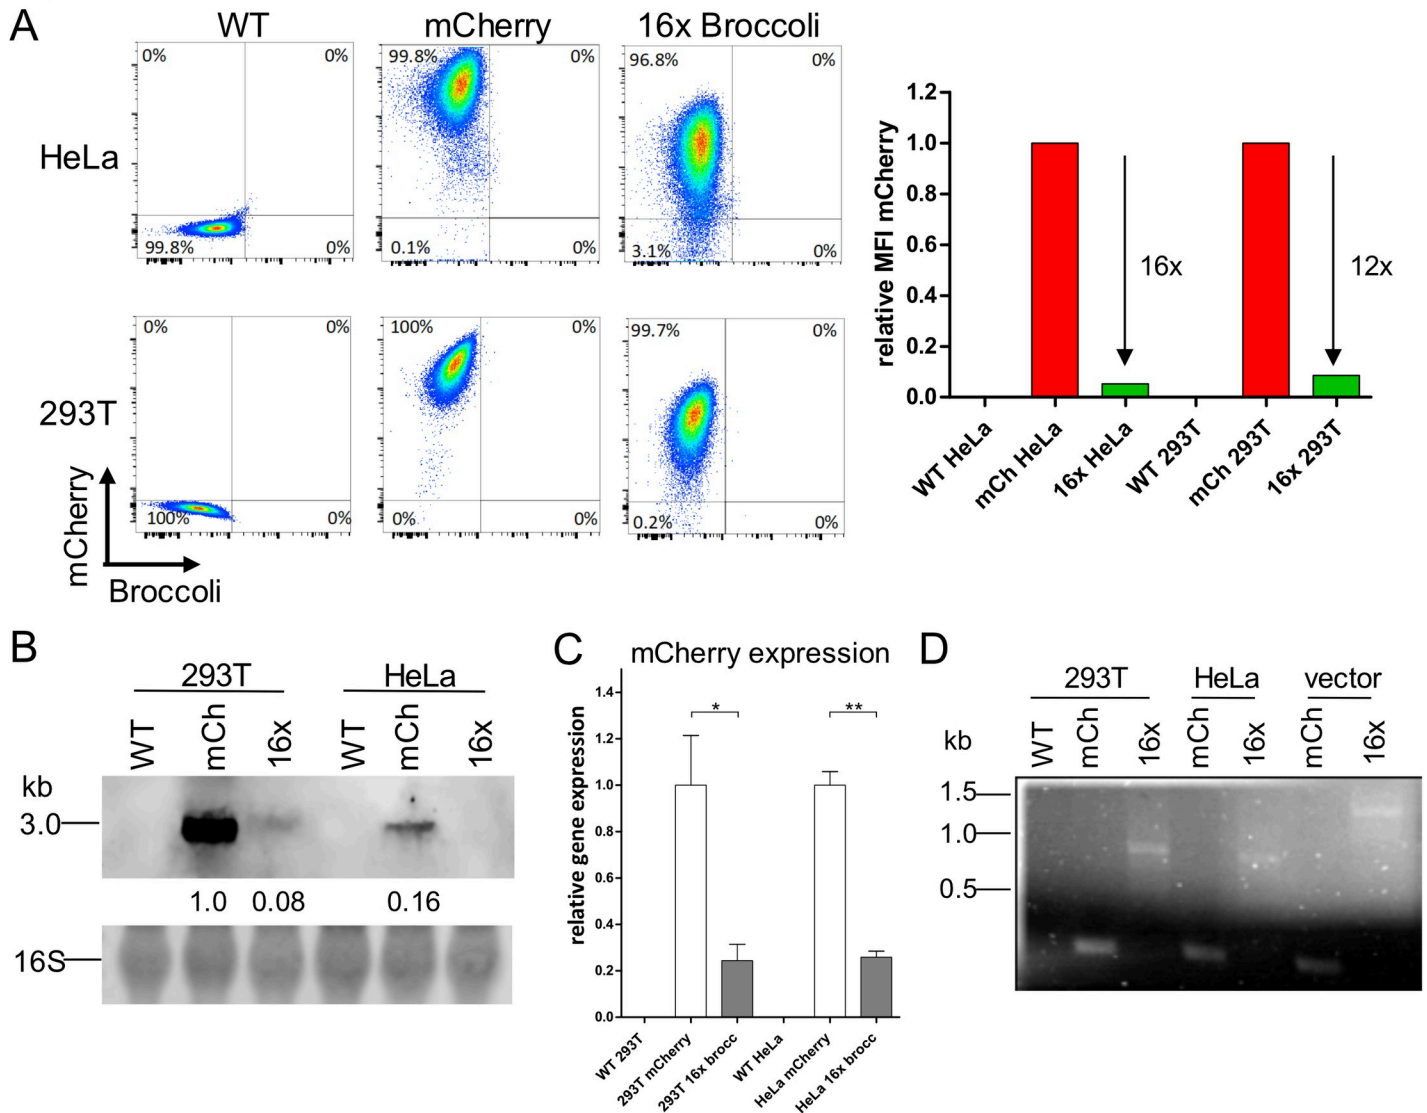 A
WT
mCherry
16x Broccoli
HeLa
0%
0%
99.8%
0%
99.8%
0%
0.1%
0%
96.8%
0%
3.1%
0%
293T
0%
0%
100%
0%
100%
0%
0%
0%
99.7%
0%
0.2%
0%
mCherry
Broccoli
relative MFI mCherry
1.2
1.0
0.8
0.6
0.4
0.2
0.0
16x
12x
WT HeLa
mCh HeLa
16x HeLa
WT 293T
mCh 293T
16x 293T
B
293T
HeLa
WT
mCh
16x
WT
mCh
16x
kb
3.0
1.0 0.08 0.16
16S
C
mCherry expression
relative gene expression
1.4
1.2
1.0
0.8
0.6
0.4
0.2
0.0
*
**
WT 293T
293T mCherry
293T 16x brocc
WT HeLa
HeLa mCherry
HeLa 16x brocc
D
293T
HeLa
vector
WT
mCh
16x
mCh
16x
mCh
16x
kb
1.5
1.0
0.5